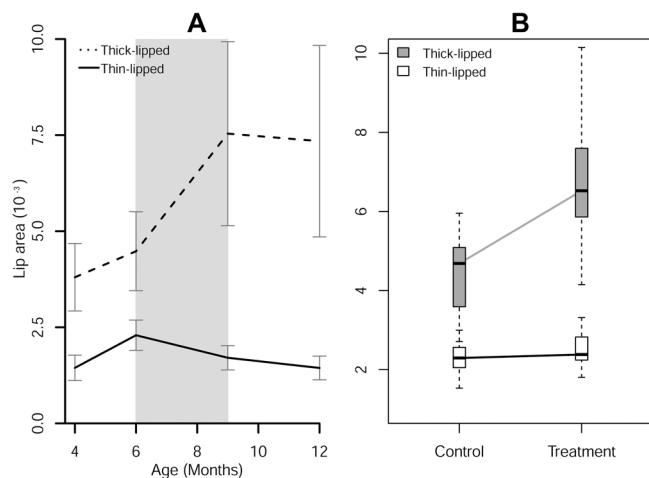 A
B
10.0
7.5
5.0
2.5
0.0
Lip area (10 -3)
Thick-lipped
Thin-lipped
4 6 8 10 12
Age (Months)
10
8
6
4
2
Thick-lipped
Thin-lipped
Control Treatment